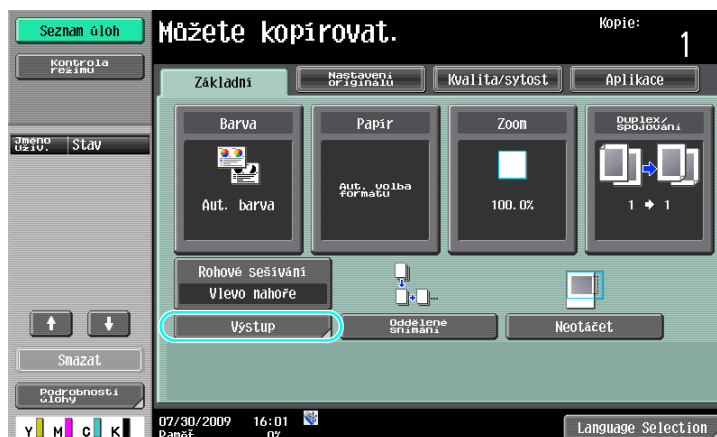 Seznam úloh
Můžete kopírovat.
Kopie:
1
Kontrola
režimu
Základní
Nastavení
originálu
Kvalita/sytost
Aplikace
Jméno
uživ.
Stav
Barva
Papír
Zoom
Duplex/
spojování
Aut. barva
Aut. volba
formátu
100.0%
1 → 1
Rohové sešívání
Vlevo nahoře
Výstup
Oddělené
snímání
Neotáčet
Smazat
Podrobnosti
úlohy
Y M C K
07/30/2009 16:01
Paměť 0%
Language Selection